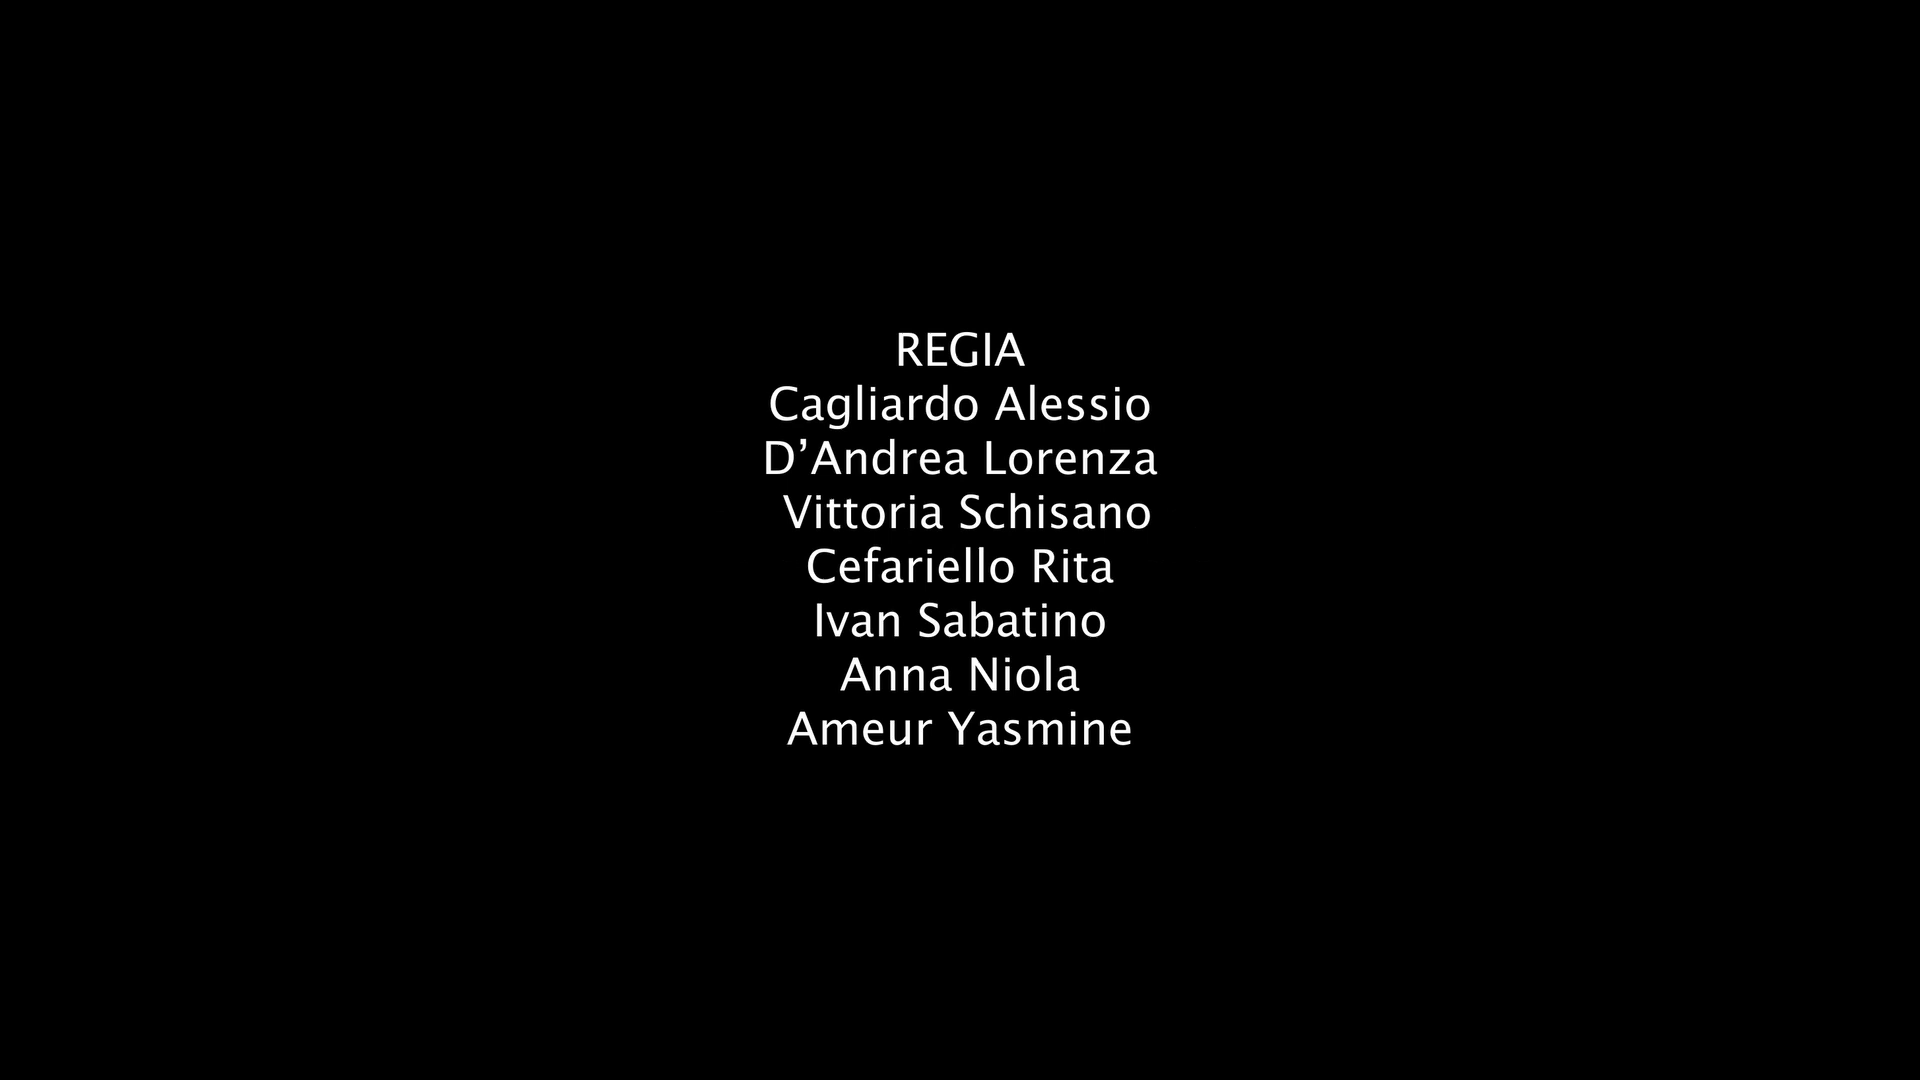 REGIA
Cagliardo Alessio
D’Andrea Lorenza
Vittoria Schisano
Cefariello Rita
Ivan Sabatino
Anna Niola
Ameur Yasmine